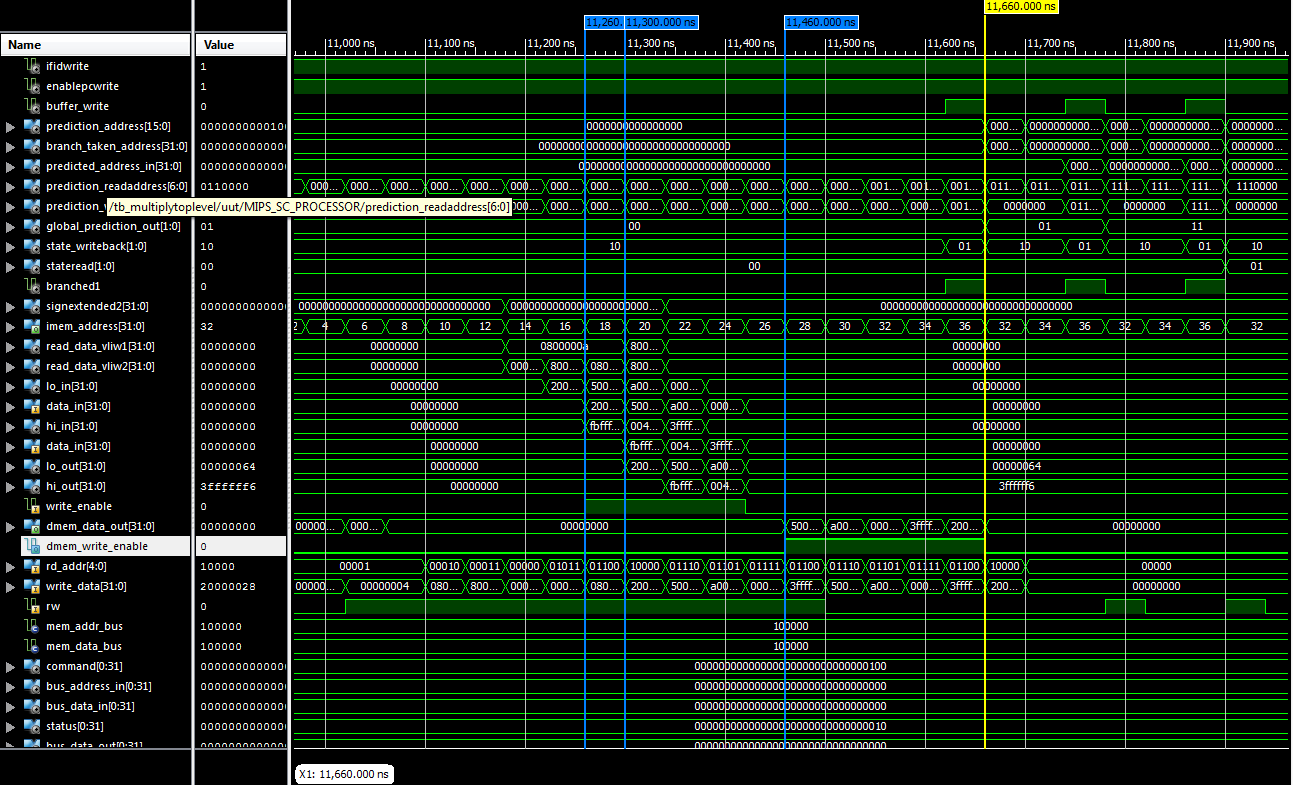 11,660.000 ns
11,260. 11,300.000 ns 11,460.000 ns
Name Value 11,000 ns 11,100 ns 11,200 ns 11,300 ns 11,400 ns 11,500 ns 11,600 ns 11,700 ns 11,800 ns 11,900 ns
ifidwrite 1
enablepcwrite 1
buffer_write 0
prediction_address[15:0] 0000000000000000 000... 0000000000... 000... 0000000000... 0000000...
branch_taken_address[31:0] 00000000000000000000000000000000 000... 0000000000... 000... 0000000000... 0000000...
predicted_address_in[31:0] 00000000000000000000000000000000 000... 0000000000... 000... 0000000...
prediction_readaddress[6:0] 0110000 000... 000... 000... 000... 000... 000... 000... 000... 000... 000... 000... 000... 000... 000... 001... 001... 001... 011... 011... 011... 111... 111... 111... 1110000
/tb_multiplytoplevel/uut/MIPS_SC_PROCESSOR/prediction_readaddress[6:0] 000... 000... 000... 000... 000... 000... 000... 001... 0000000 011... 0000000 111... 0000000
global_prediction_out[1:0] 01 00 01 11
state_writeback[1:0] 10 10 01 10 01 10 01 10
stateread[1:0] 00 00 01
branched1 0
signextended2[31:0] 00000000000000000000000000000000 00000000000000000000000... 00000000000000000000000000000000
imem_address[31:0] 32 2 4 6 8 10 12 14 16 18 20 22 24 26 28 30 32 34 36 32 34 36 32 34 36 32
read_data_vliw1[31:0] 00000000 00000000 0800000a 800... 00000000
read_data_vliw2[31:0] 00000000 00000000 000... 800... 080... 800... 00000000
lo_in[31:0] 00000000 00000000 200... 500... a00... 000... 00000000
data_in[31:0] 00000000 00000000 200... 500... a00... 000... 00000000
hi_in[31:0] 00000000 00000000 fbfff... 004... 3ffff... 00000000
data_in[31:0] 00000000 00000000 fbfff... 004... 3ffff... 00000000
lo_out[31:0] 00000064 00000000 200... 500... a00... 00000064
hi_out[31:0] 3ffffff6 00000000 fbfff... 004... 3ffffff6
write_enable 0
dmem_data_out[31:0] 00000000 00000... 000... 00000000 500... a00... 000... 3ffff... 200... 00000000
dmem_write_enable 0
rd_addr[4:0] 10000 00001 00010 00011 00000 01011 01100 10000 01110 01101 01111 01100 01110 01101 01111 01100 10000 00000
write_data[31:0] 20000028 00000... 00000004 080... 800... 000... 000... 080... 200... 500... a00... 000... 3ffff... 500... a00... 000... 3ffff... 200... 00000000
rw 0
mem_addr_bus 100000 100000
mem_data_bus 100000 100000
command[0:31] 00000000000000000000000000000100
bus_address_in[0:31] 00000000000000000000000000000000
bus_data_in[0:31] 00000000000000000000000000000000
status[0:31] 00000000000000000000000000000010
bus_data_out[0:31] 00000000000000000000000000000000
X1: 11,660.000 ns